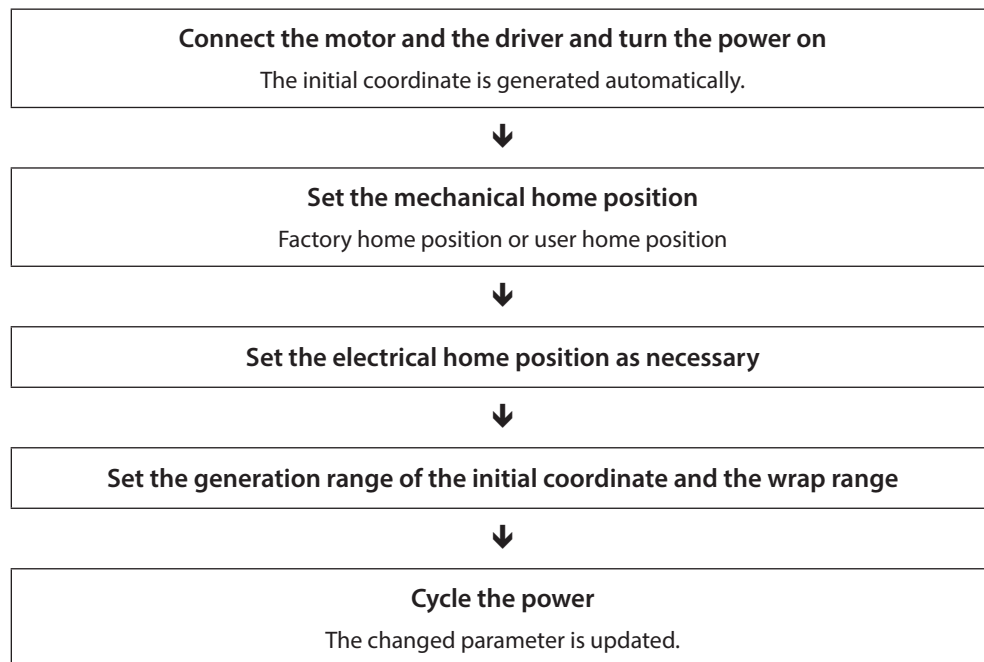 Connect the motor and the driver and turn the power on
The initial coordinate is generated automatically.
Set the mechanical home position
Factory home position or user home position
Set the electrical home position as necessary
Set the generation range of the initial coordinate and the wrap range
Cycle the power
The changed parameter is updated.